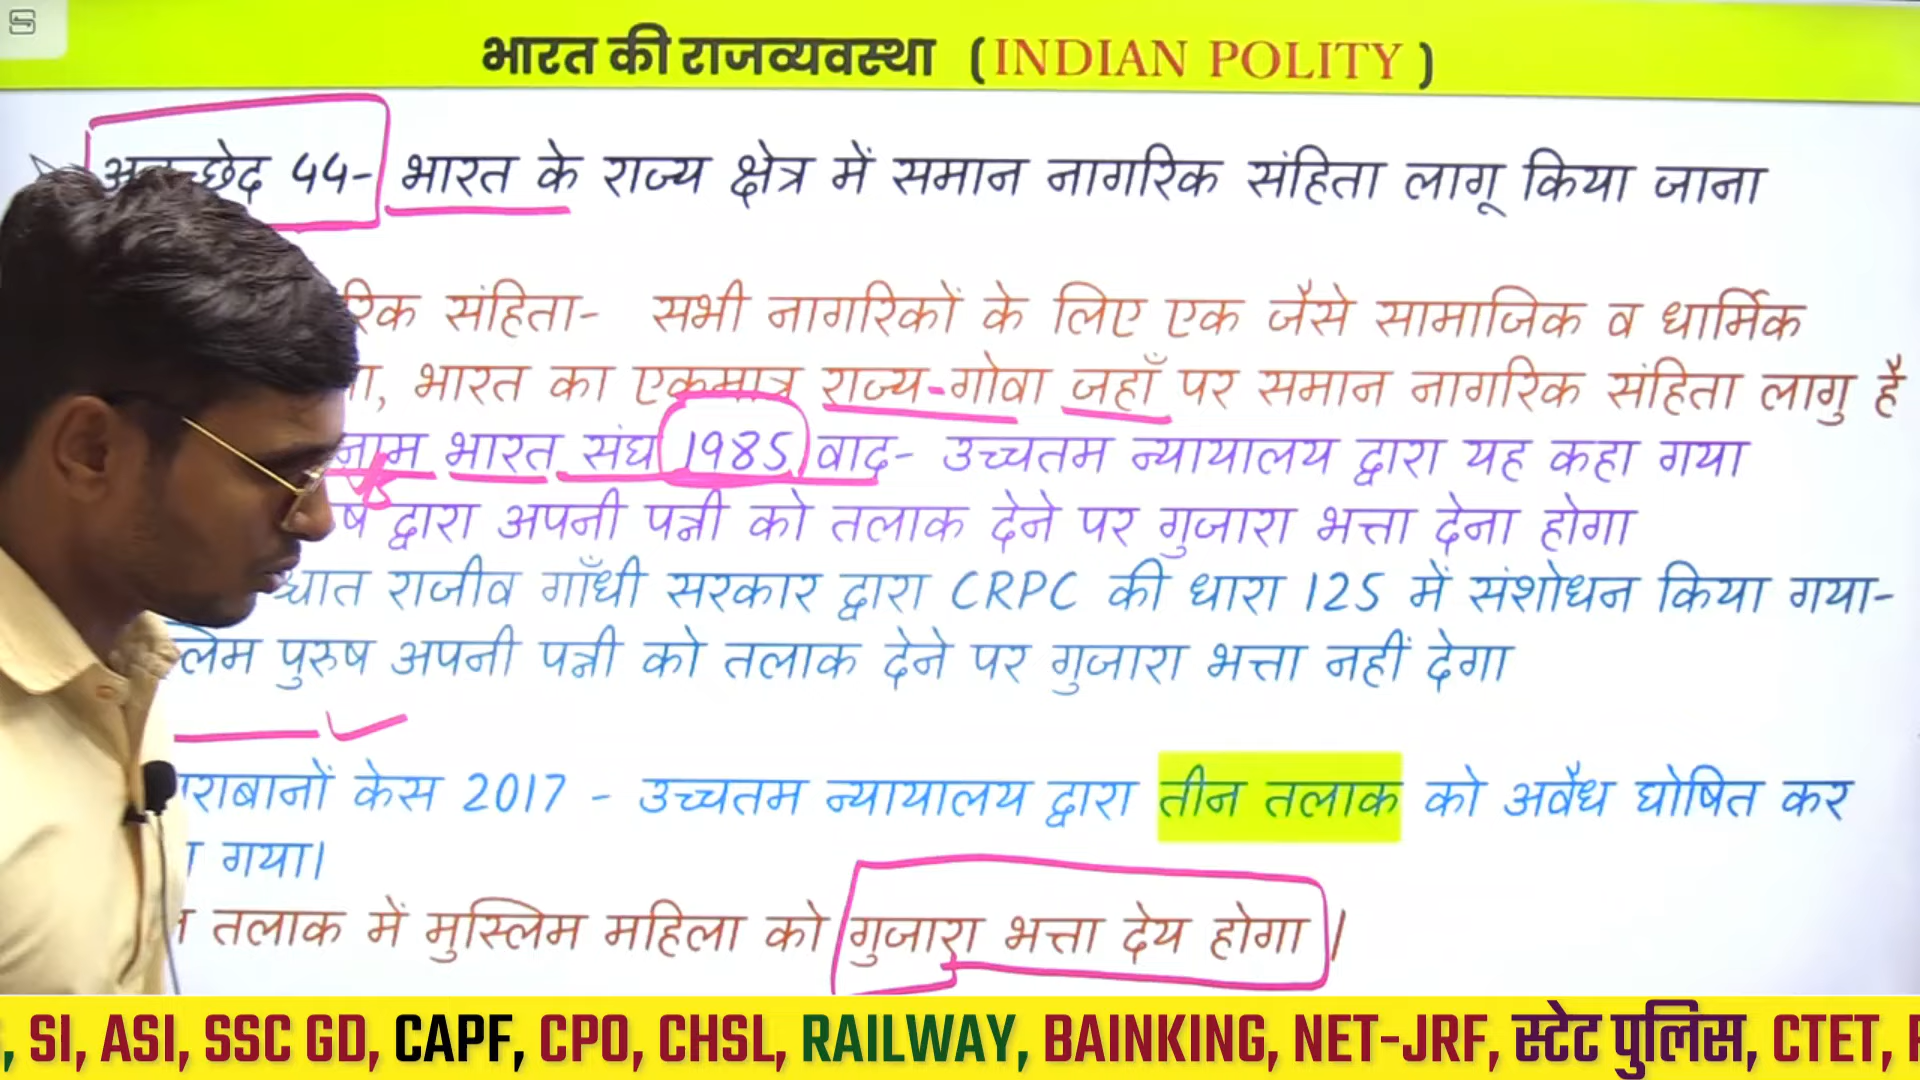 भारत की राजव्यवस्था (INDIAN POLITY)
अनुच्छेद 44- भारत के राज्य क्षेत्र में समान नागरिक संहिता लागू किया जाना
संहिता- सभी नागरिकों के लिए एक जैसे सामाजिक व धार्मिक
भारत का एकमात्र राज्य-गोवा जहाँ पर समान नागरिक संहिता लागु है
नाम भारत संघ 1985 वाद- उच्चतम न्यायालय द्वारा यह कहा गया
द्वारा अपनी पत्नी को तलाक देने पर गुजारा भत्ता देना होगा
राजीव गाँधी सरकार द्वारा CRPC की धारा 125 में संशोधन किया गया-
पुरुष अपनी पत्नी को तलाक देने पर गुजारा भत्ता नहीं देगा
केस 2017 - उच्चतम न्यायालय द्वारा तीन तलाक को अवैध घोषित कर
गया।
तलाक में मुस्लिम महिला को गुजारा भत्ता देय होगा।
, SI, ASI, SSC GD, CAPF, CPO, CHSL, RAILWAY, BAINKING, NET-JRF, स्टेट पुलिस, CTET,